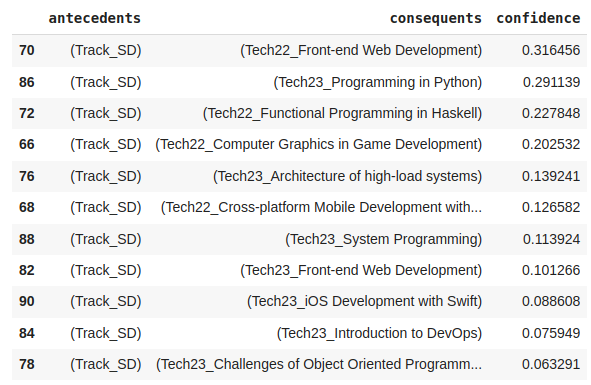 antecedents consequents confidence
70 (Track_SD) (Tech22_Front-end Web Development) 0.316456
86 (Track_SD) (Tech23_Programming in Python) 0.291139
72 (Track_SD) (Tech22_Functional Programming in Haskell) 0.227848
66 (Track_SD) (Tech22_Computer Graphics in Game Development) 0.202532
76 (Track_SD) (Tech23_Architecture of high-load systems) 0.139241
68 (Track_SD) (Tech22_Cross-platform Mobile Development with... 0.126582
88 (Track_SD) (Tech23_System Programming) 0.113924
82 (Track_SD) (Tech23_Front-end Web Development) 0.101266
90 (Track_SD) (Tech23_iOS Development with Swift) 0.088608
84 (Track_SD) (Tech23_Introduction to DevOps) 0.075949
78 (Track_SD) (Tech23_Challenges of Object Oriented Programm... 0.063291